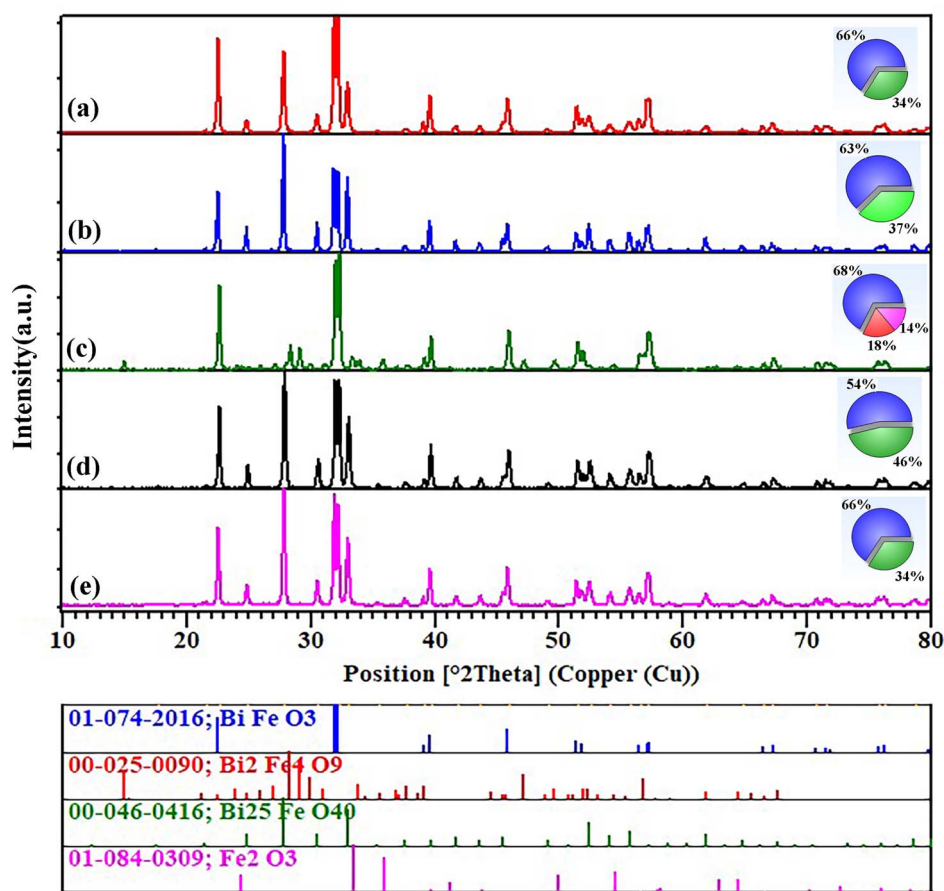 66%
(a)
34%
63%
(b)
37%
68%
(c)
14%
18%
54%
(d)
46%
66%
(e)
34%
Intensity(a.u.)
10 20 30 40 50 60 70 80
Position [°2Theta] (Copper (Cu))
01-074-2016; Bi Fe O3
00-025-0090; Bi2 Fe4 O9
00-046-0416; Bi25 Fe O40
01-084-0309; Fe2 O3